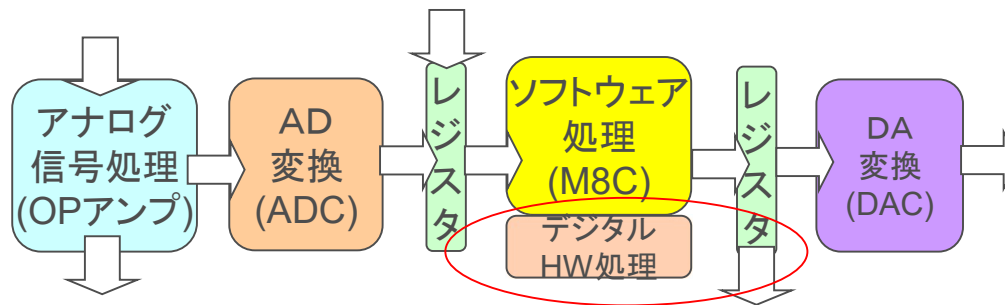 アナログ
信号処理
(OPアンプ)
AD
変換
(ADC)
レジスタ
ソフトウェア
処理
(M8C)
デジタル
HW処理
レジスタ
DA
変換
(DAC)